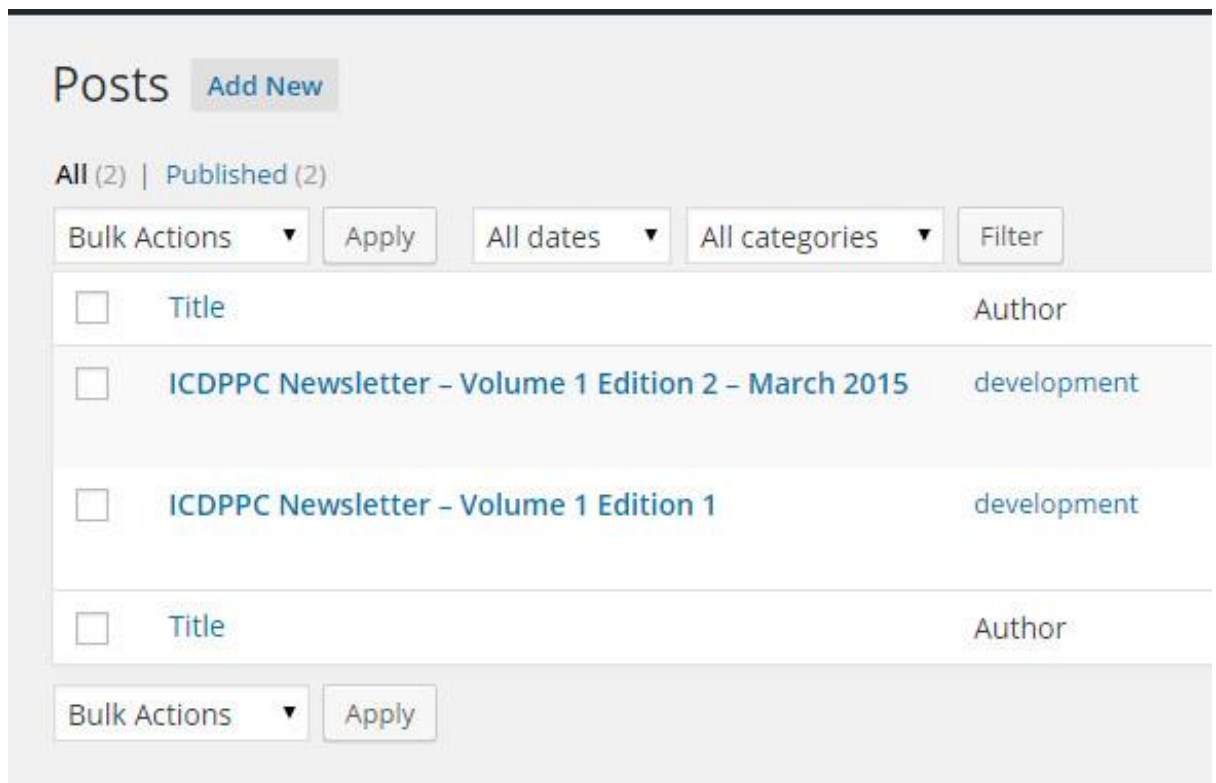 Posts Add New
All (2) | Published (2)
Bulk Actions Apply All dates All categories Filter
Title Author
ICDPPC Newsletter – Volume 1 Edition 2 – March 2015 development
ICDPPC Newsletter – Volume 1 Edition 1 development
Title Author
Bulk Actions Apply